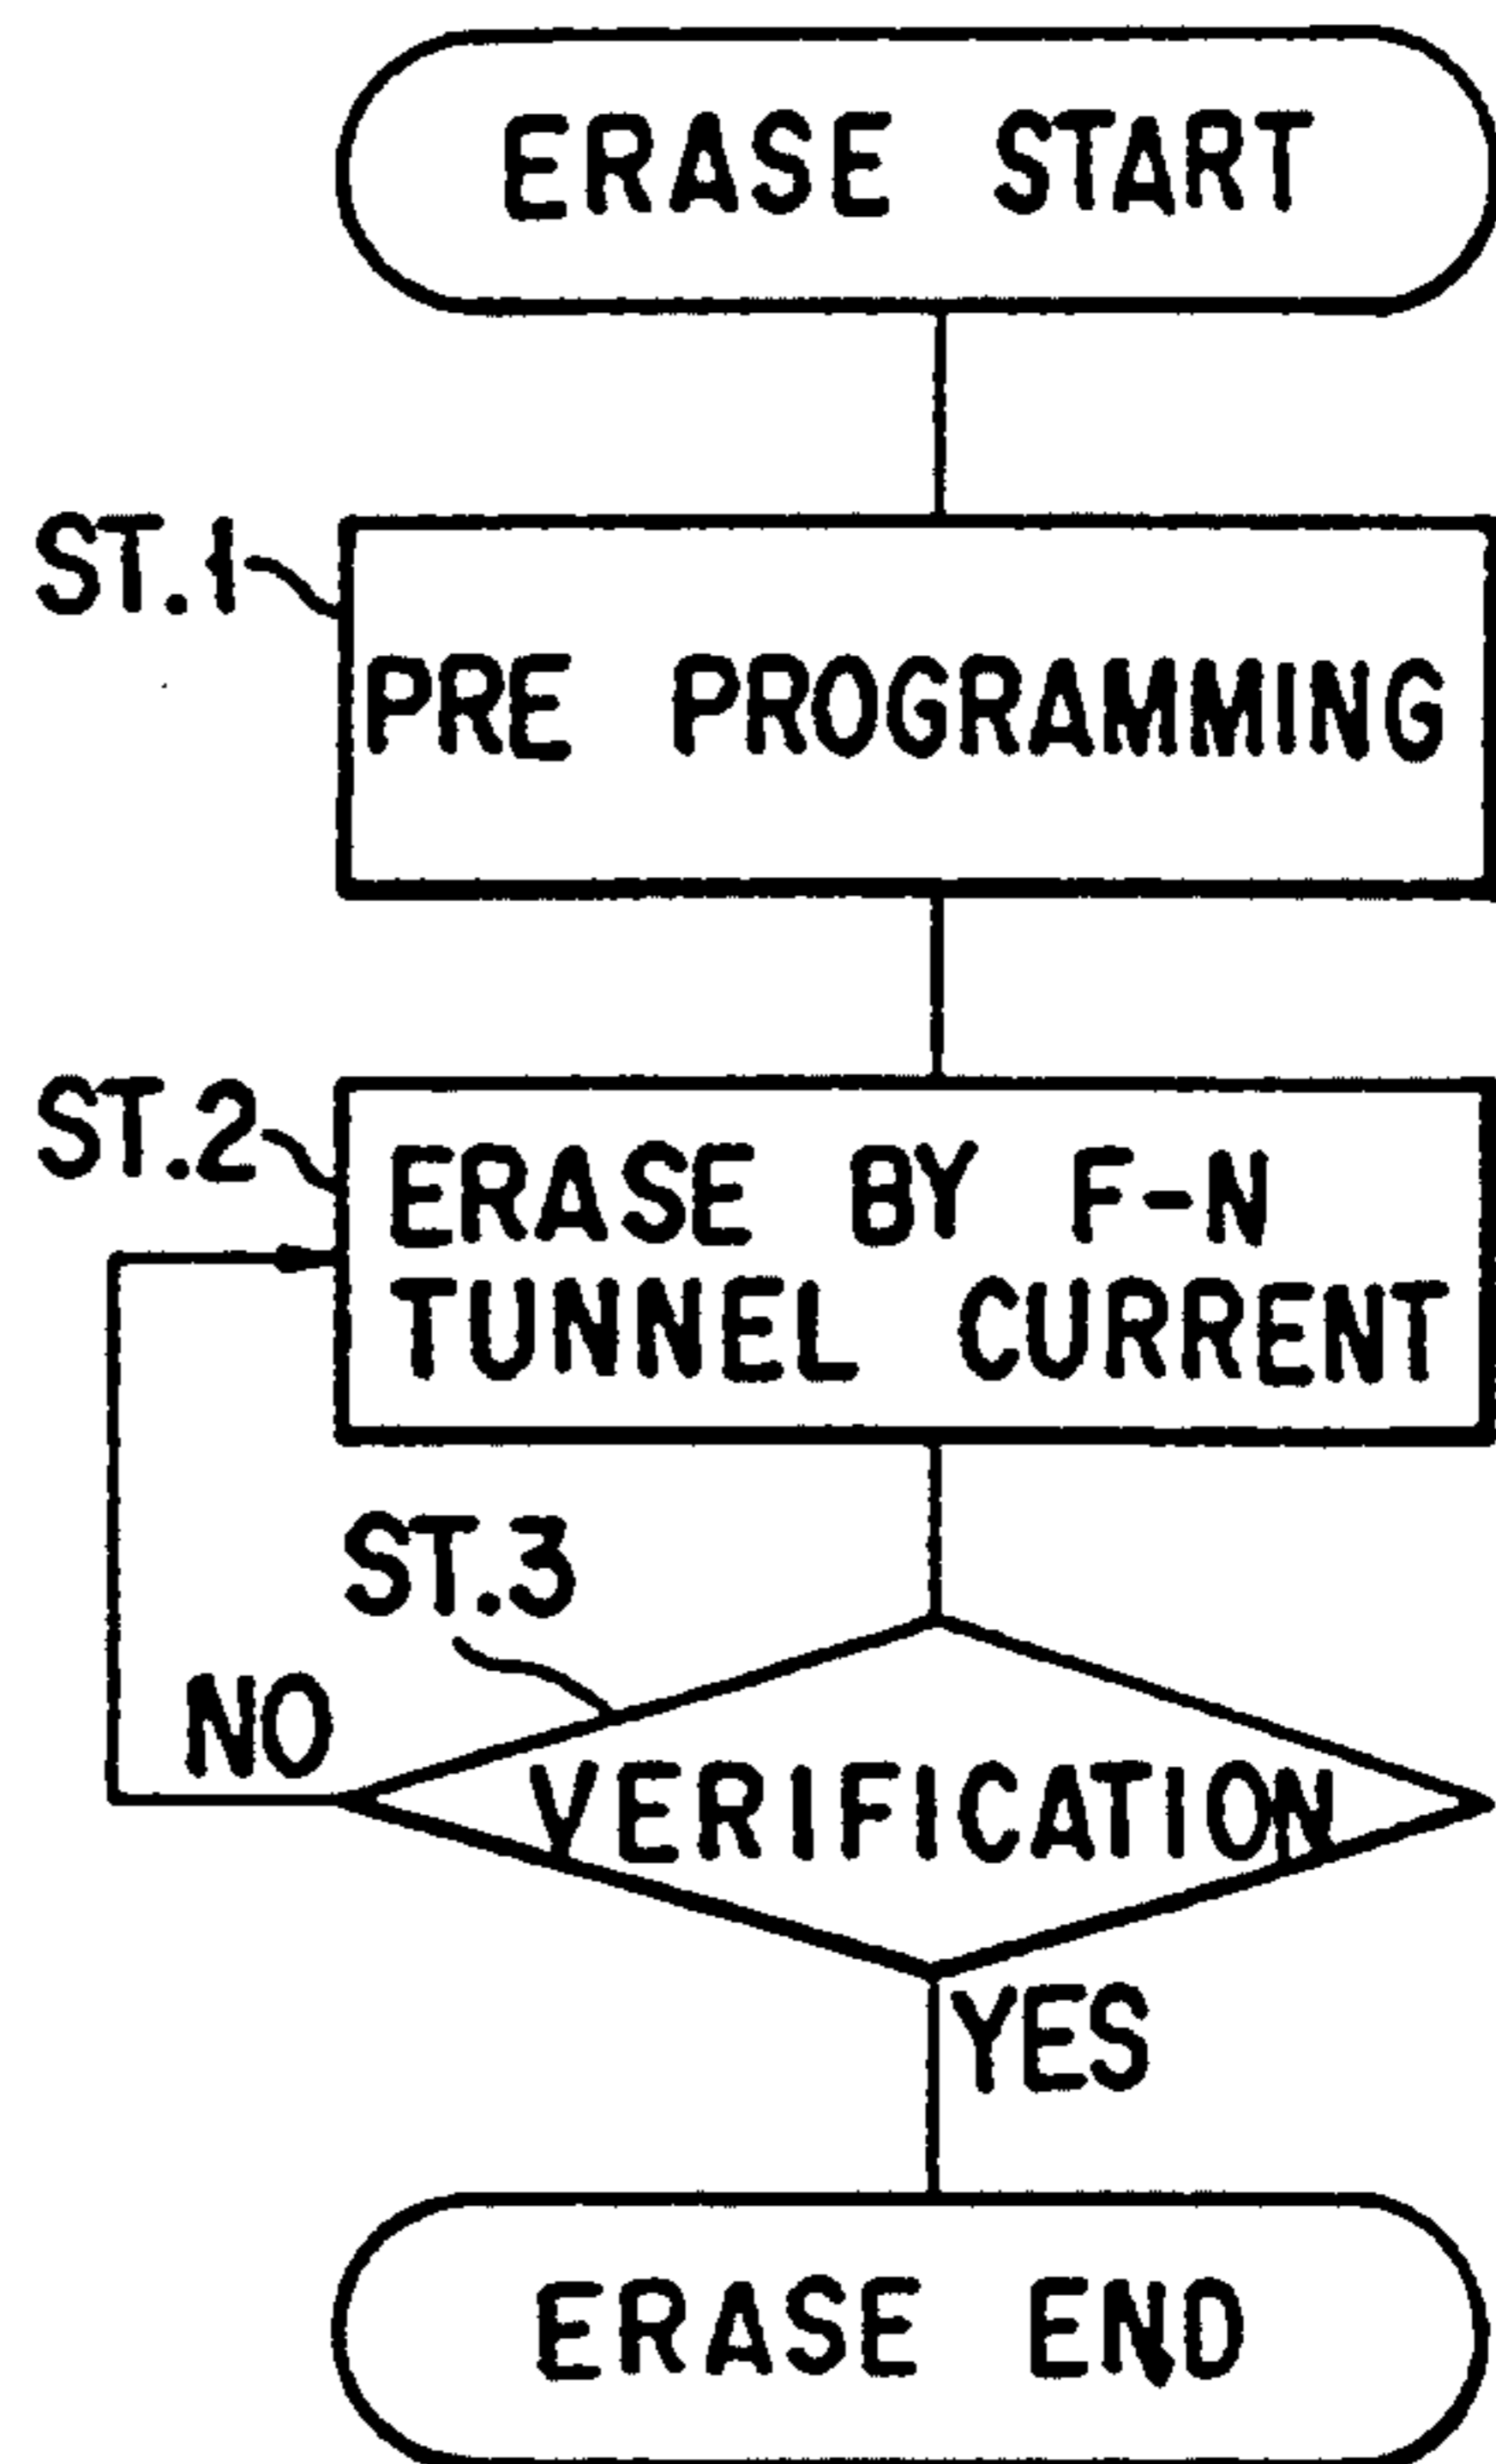 ERASE START
ST.1
PRE PROGRAMMING
ST.2
ERASE BY F-N
TUNNEL CURRENT
ST.3
NO
VERIFICATION
YES
ERASE END